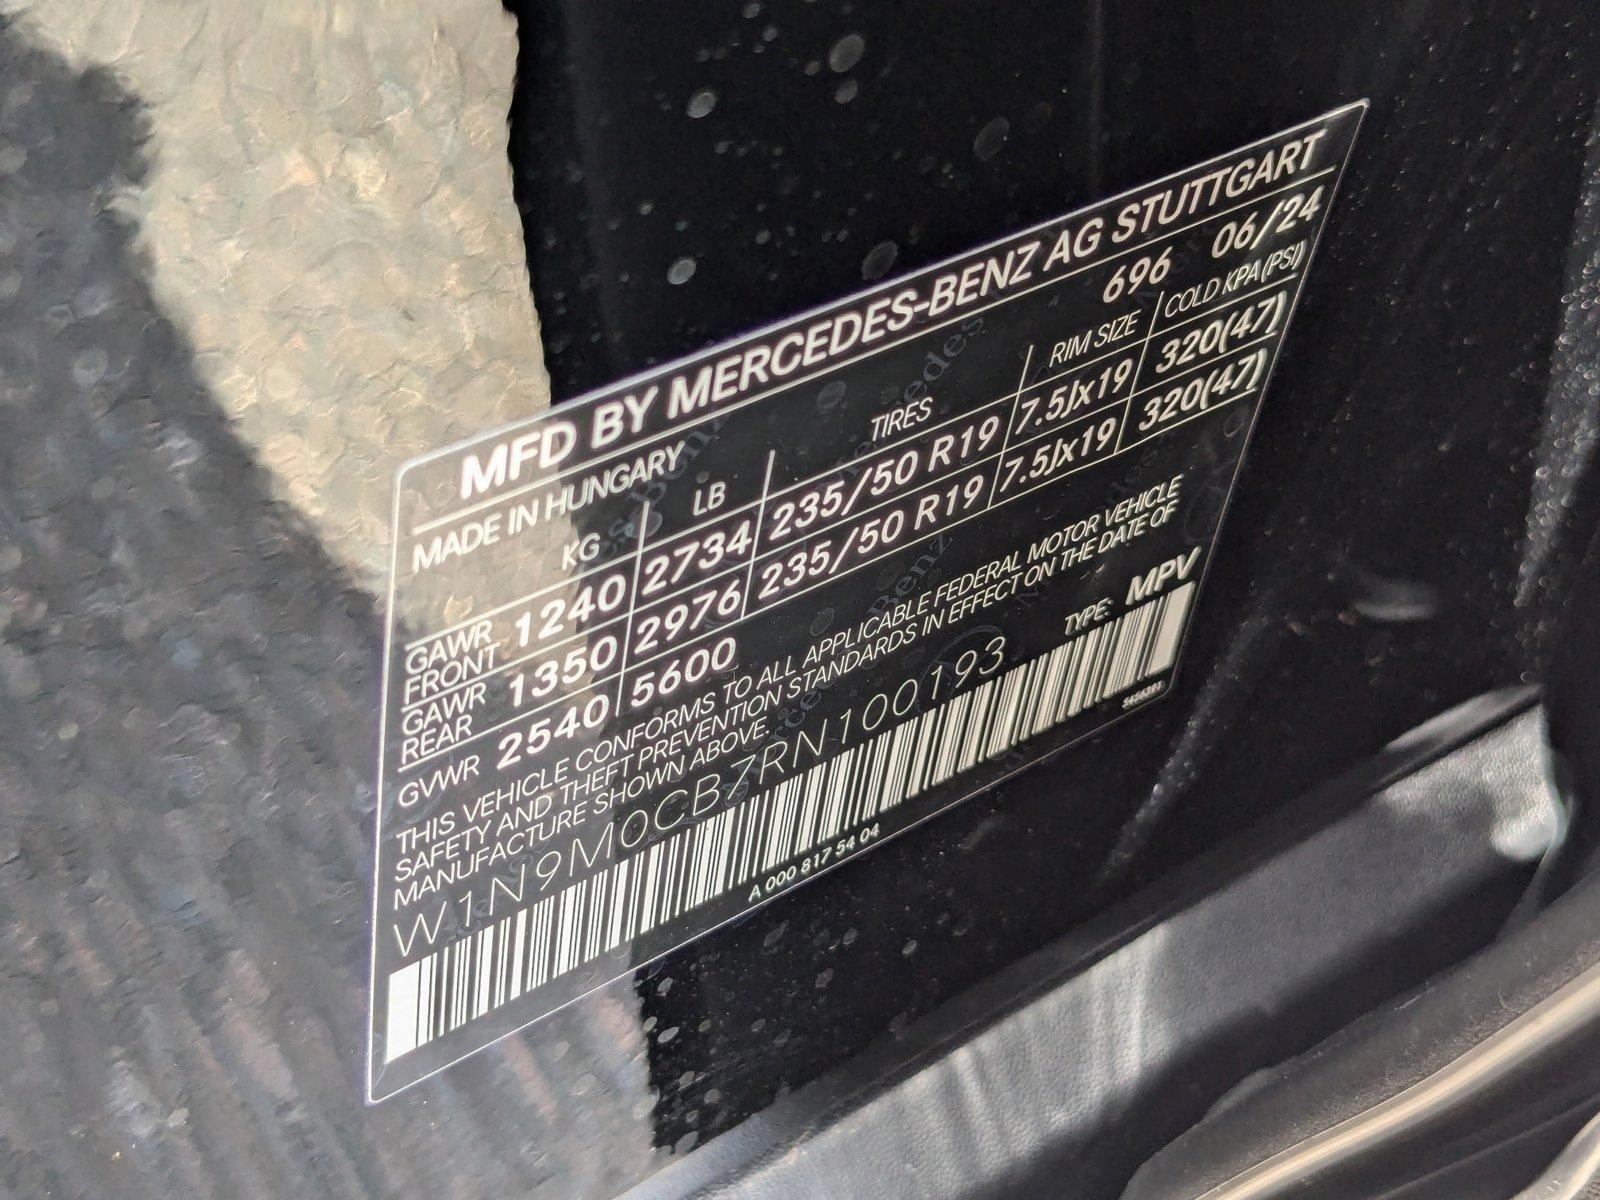 MFD BY MERCEDES-BENZ AG STUTTGART
MADE IN HUNGARY 696 06/24
KG LB TIRES RIM SIZE COLD KPA(PSI)
GAWR FRONT 1240 2734 235/50 R19 7.5Jx19 320(47)
GAWR REAR 1350 2976 235/50 R19 7.5Jx19 320(47)
GVWR 2540 5600
THIS VEHICLE CONFORMS TO ALL APPLICABLE FEDERAL MOTOR VEHICLE
SAFETY AND THEFT PREVENTION STANDARDS IN EFFECT ON THE DATE OF
MANUFACTURE SHOWN ABOVE.
W1N9M0CB7RN100193 TYPE: MPV
A 000 817 54 04